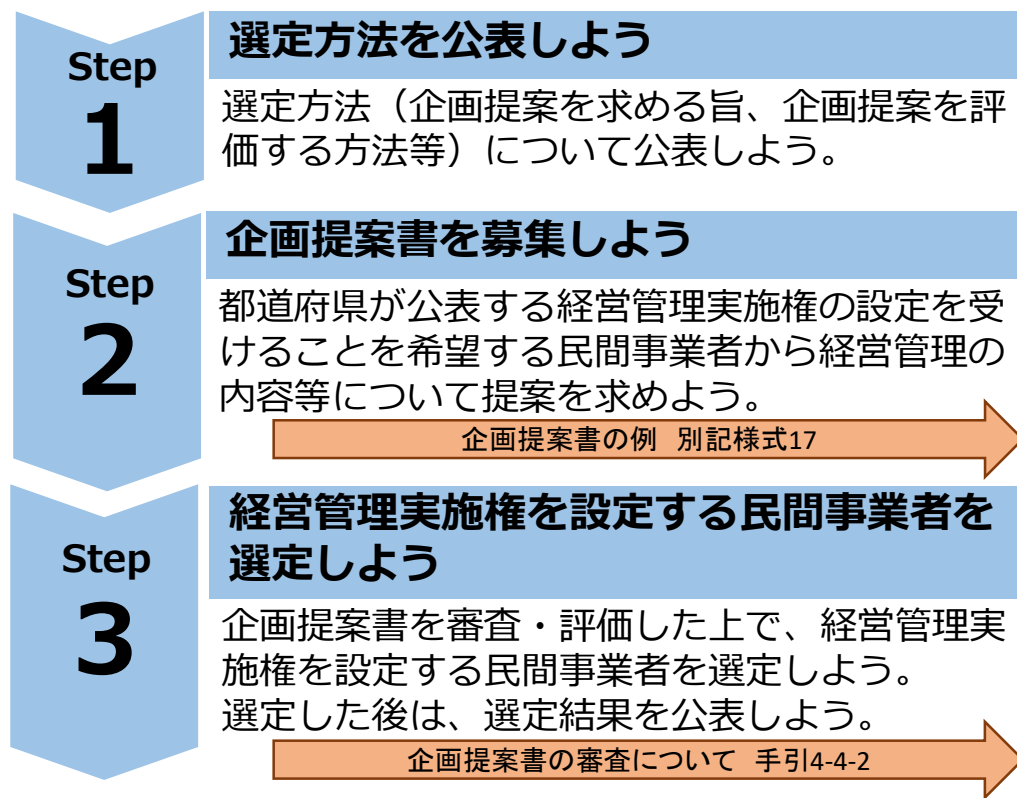 Step
1
選定方法を公表しよう
選定方法（企画提案を求める旨、企画提案を評
価する方法等）について公表しよう。
Step
2
企画提案書を募集しよう
都道府県が公表する経営管理実施権の設定を受
けることを希望する民間事業者から経営管理の
内容等について提案を求めよう。
企画提案書の例 別記様式17
Step
3
経営管理実施権を設定する民間事業者を
選定しよう
企画提案書を審査・評価した上で、経営管理実
施権を設定する民間事業者を選定しよう。
選定した後は、選定結果を公表しよう。
企画提案書の審査について 手引4-4-2